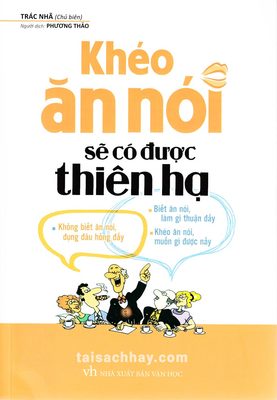 TRÁC NHÃ (Chủ biên)
Người dịch: PHƯƠNG THẢO
Khéo
ăn nói
sẽ có được
thiên hạ
• Không biết ăn nói,
đụng đâu hỏng đấy
• Biết ăn nói,
làm gì thuận đấy
• Khéo ăn nói,
muốn gì được nấy
taisachhay.com
vh NHÀ XUẤT BẢN VĂN HỌC